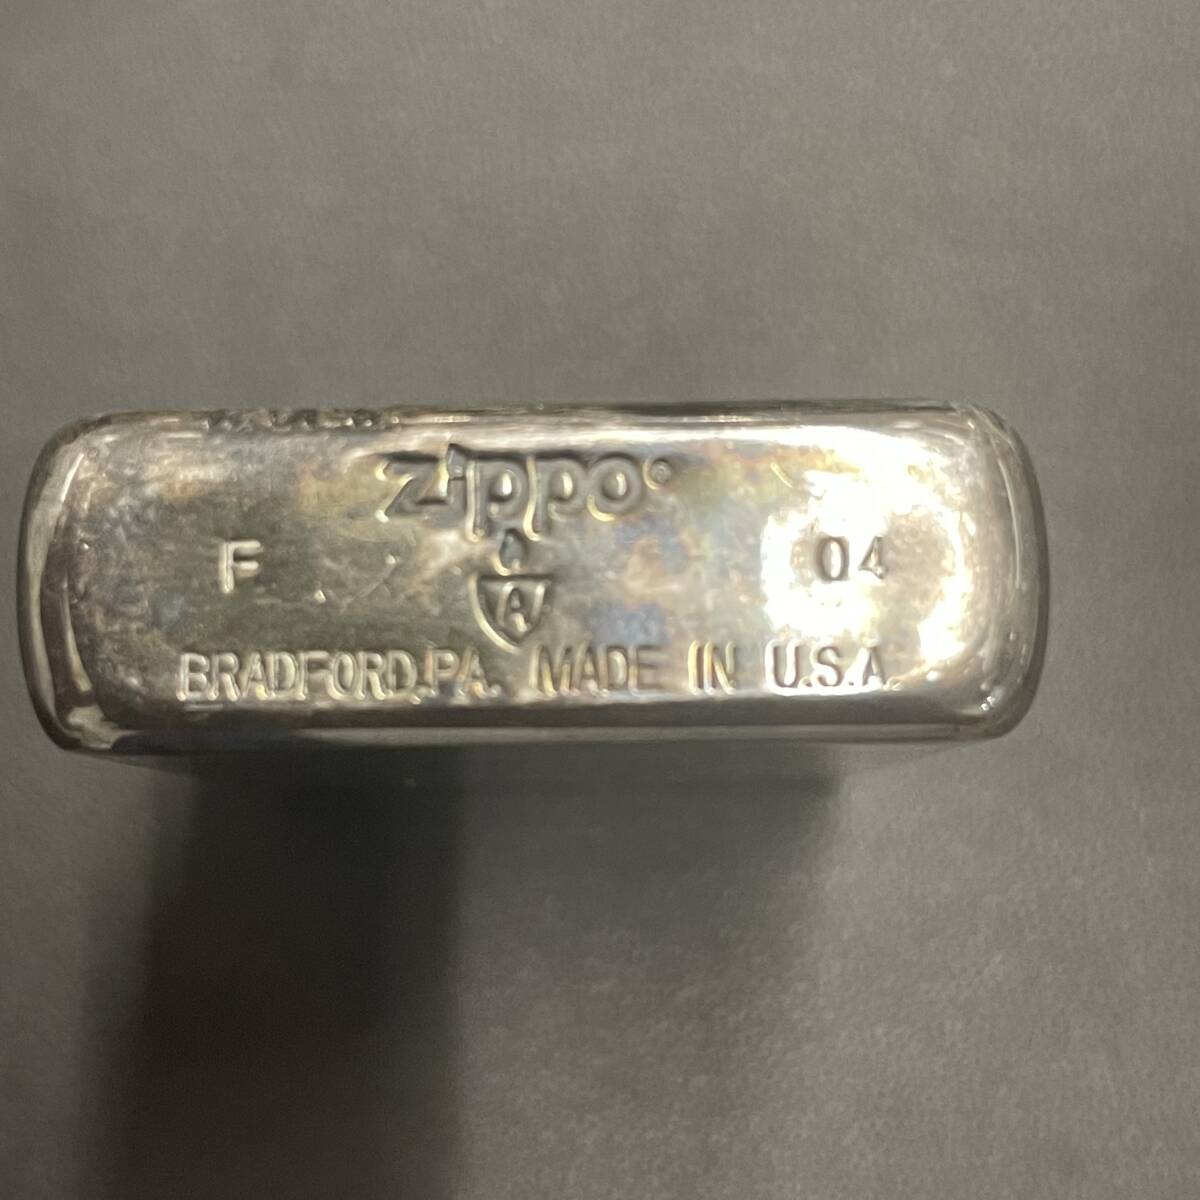 Zippo®
F A 04
BRADFORD,PA. MADE IN U.S.A.